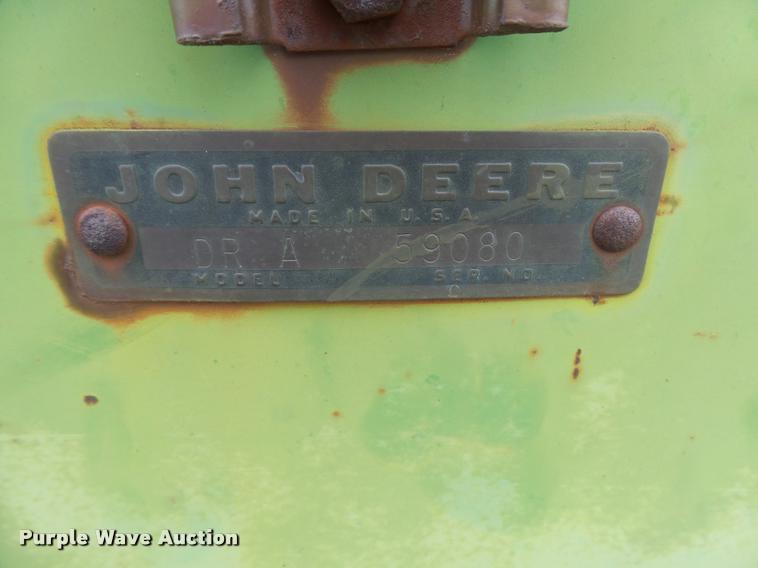 JOHN DEERE
MADE IN U.S.A.
DR A 59080
MODEL SER. NO.
C
Purple Wave Auction